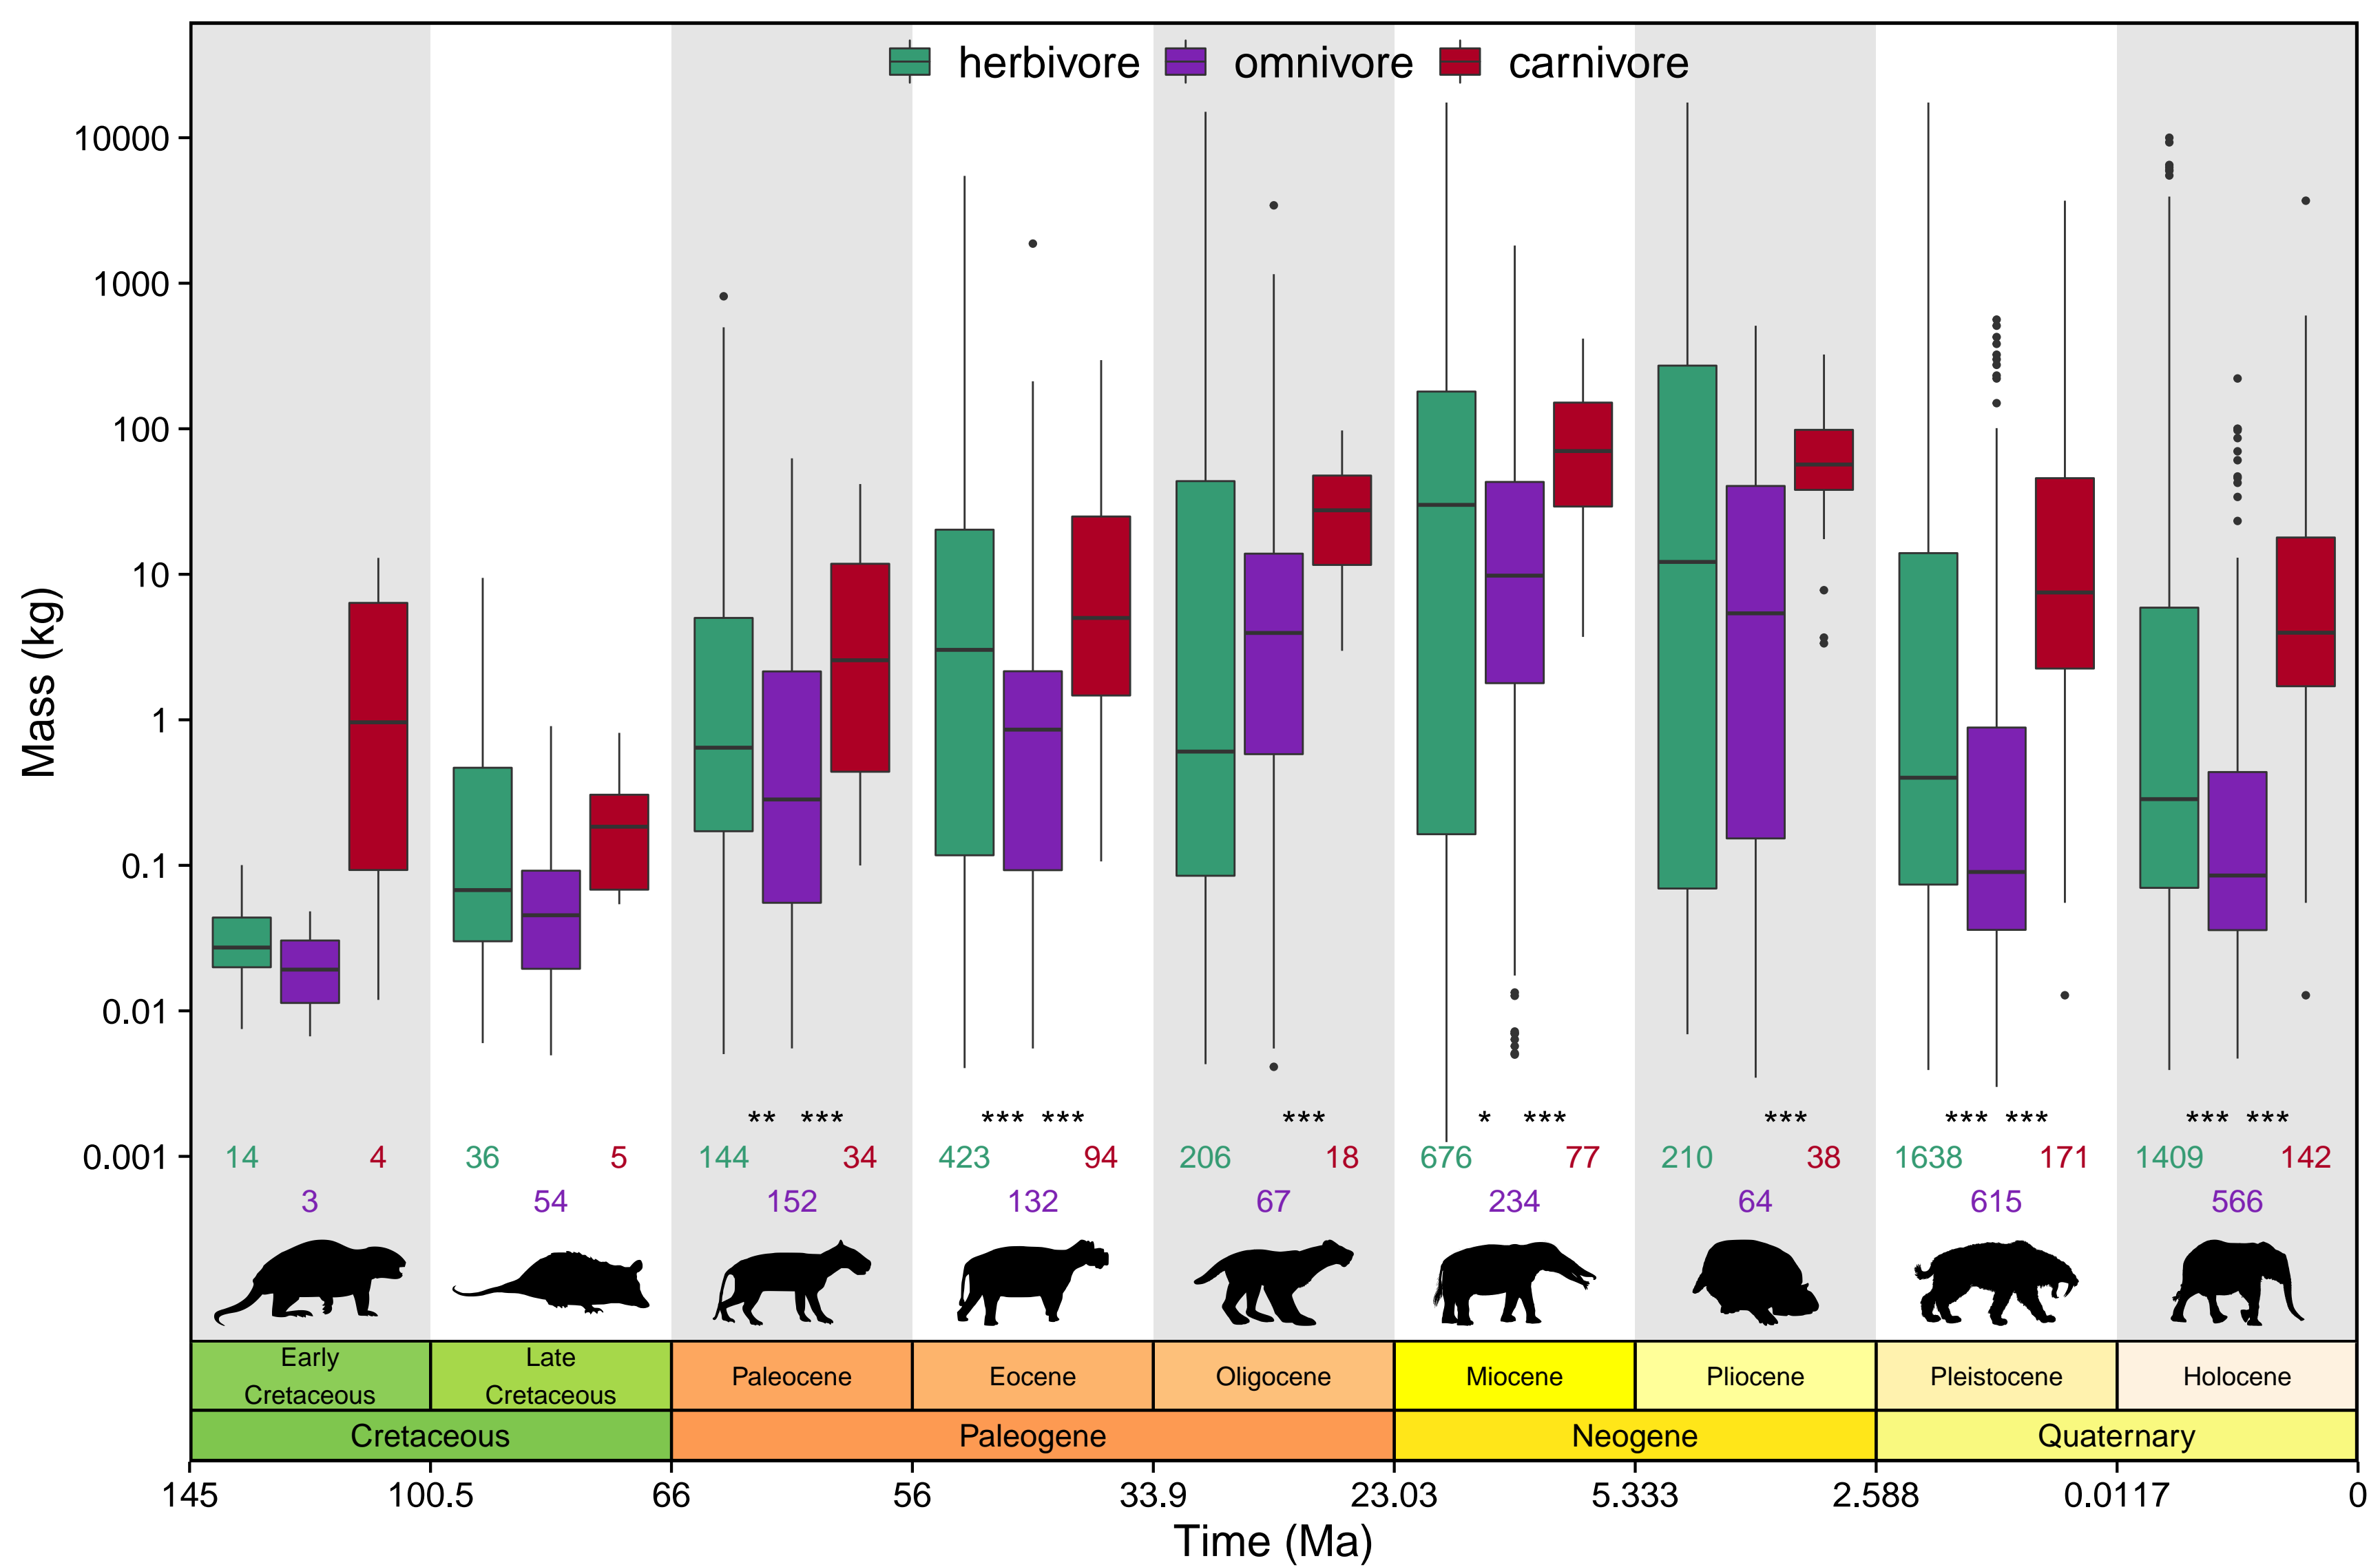 herbivore omnivore carnivore
10000
1000
100
10
1
0.1
0.01
0.001
Mass (kg)
** *** *** *** *** * *** *** *** *** *** ***
14 4 36 5 144 34 423 94 206 18 676 77 210 38 1638 171 1409 142
3 54 152 132 67 234 64 615 566
Early Cretaceous
Late Cretaceous
Paleocene
Eocene
Oligocene
Miocene
Pliocene
Pleistocene
Holocene
Cretaceous Paleogene Neogene Quaternary
145 100.5 66 56 33.9 23.03 5.333 2.588 0.0117 0
Time (Ma)